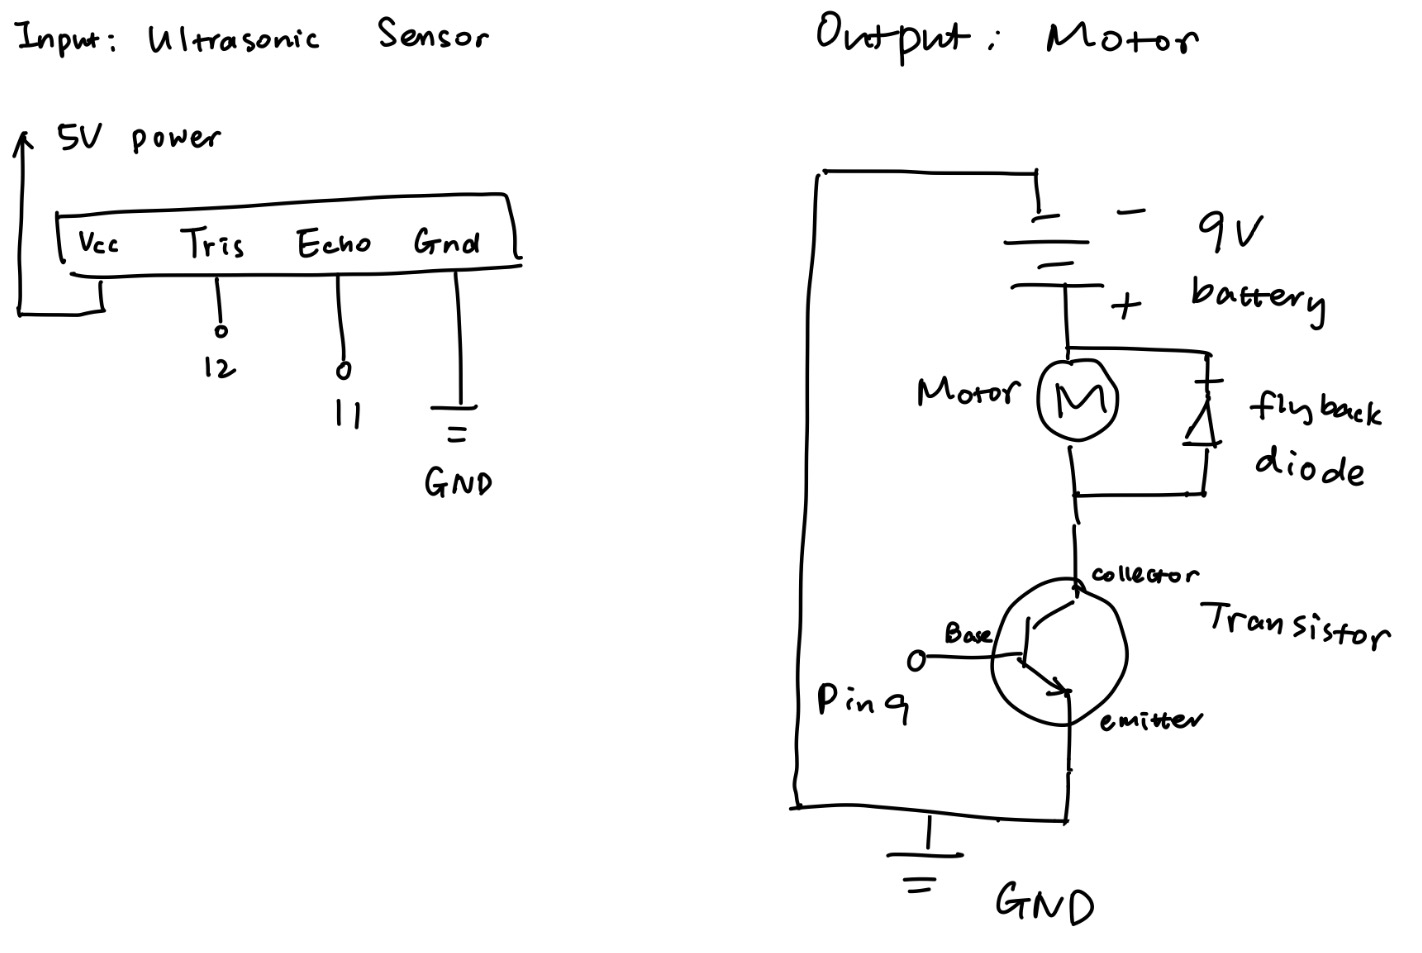 Input: Ultrasonic Sensor
5V power
Vcc Tris Echo Gnd
12
11
GND
Output: Motor
-
9V
battery
+
Motor
M
flyback
diode
collector
Transistor
Base
Pin 9
emitter
GND